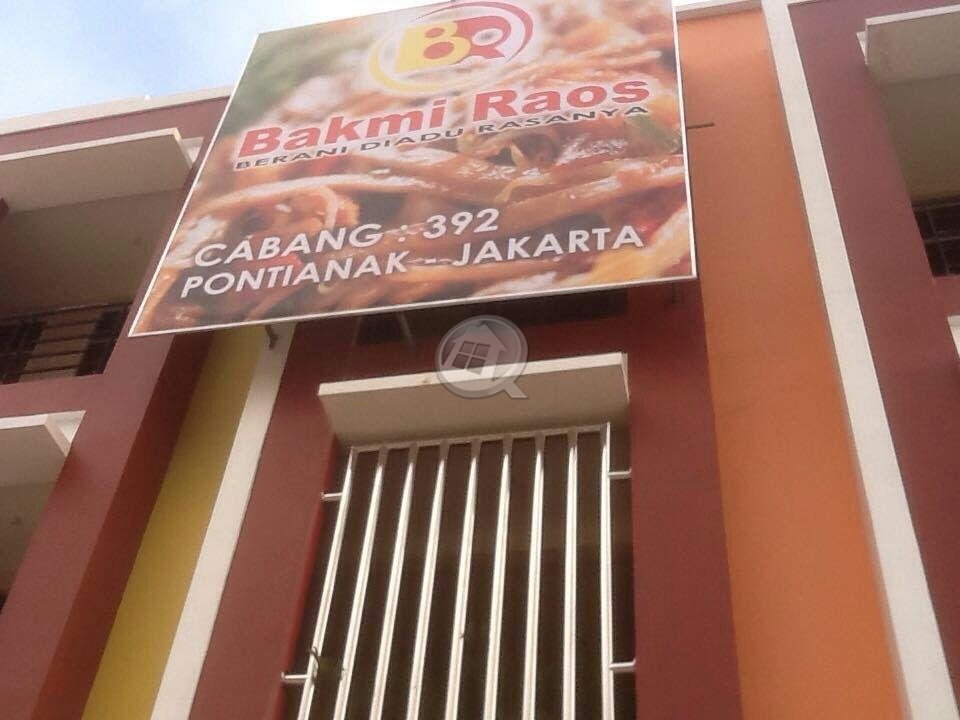 BR
Bakmi Raos
BERANI DIADU RASANYA
CABANG : 392
PONTIANAK - JAKARTA